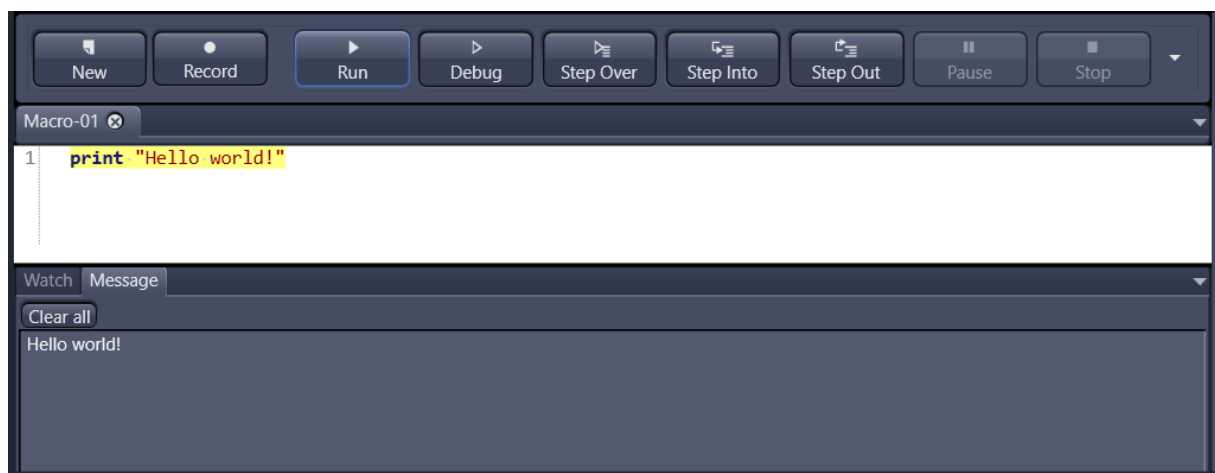 New Record Run Debug Step Over Step Into Step Out Pause Stop
Macro-01
1 print "Hello world!"
Watch Message
Clear all
Hello world!